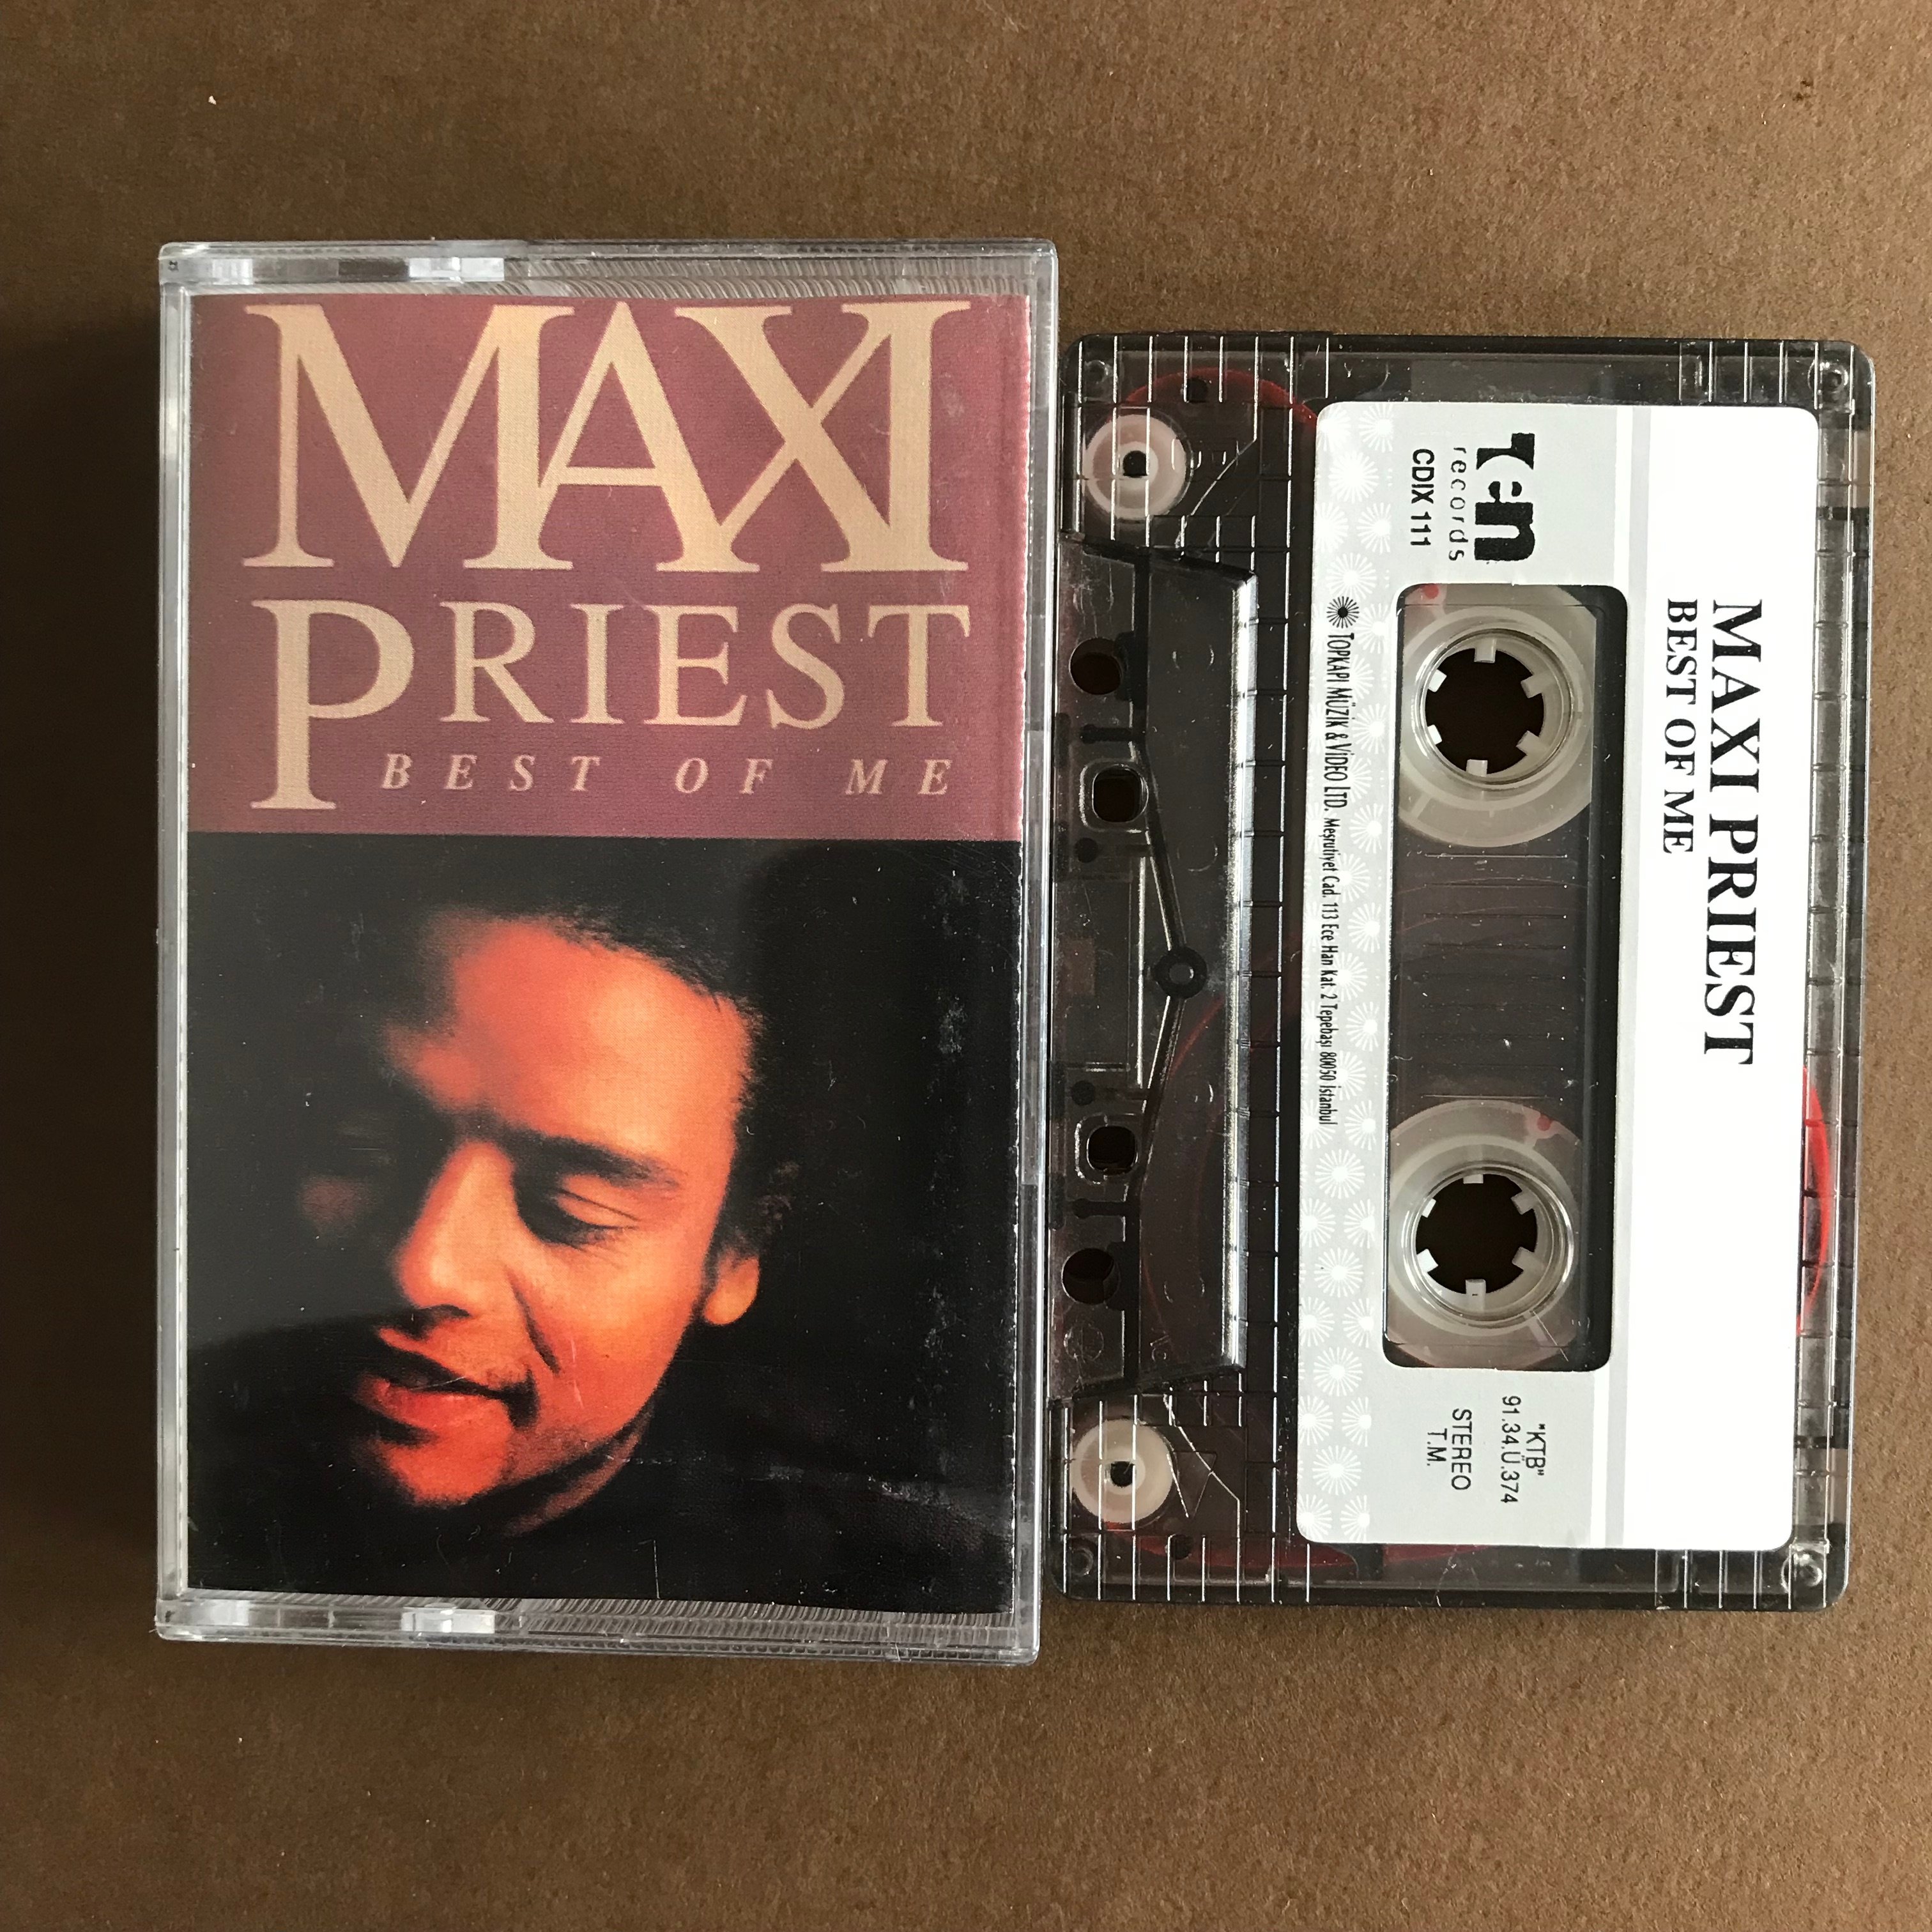 MAXI
PRIEST
BEST OF ME
MAXI PRIEST
BEST OF ME
ten
records
CDIX 111
"KTB"
91.34.Ü.374
STEREO
T.M.
TOPKAPI MÜZİK & VİDEO LTD. Meşrutiyet Cad. 113 Ece Han Kat. 2 Tepebaşı 80050 İstanbul